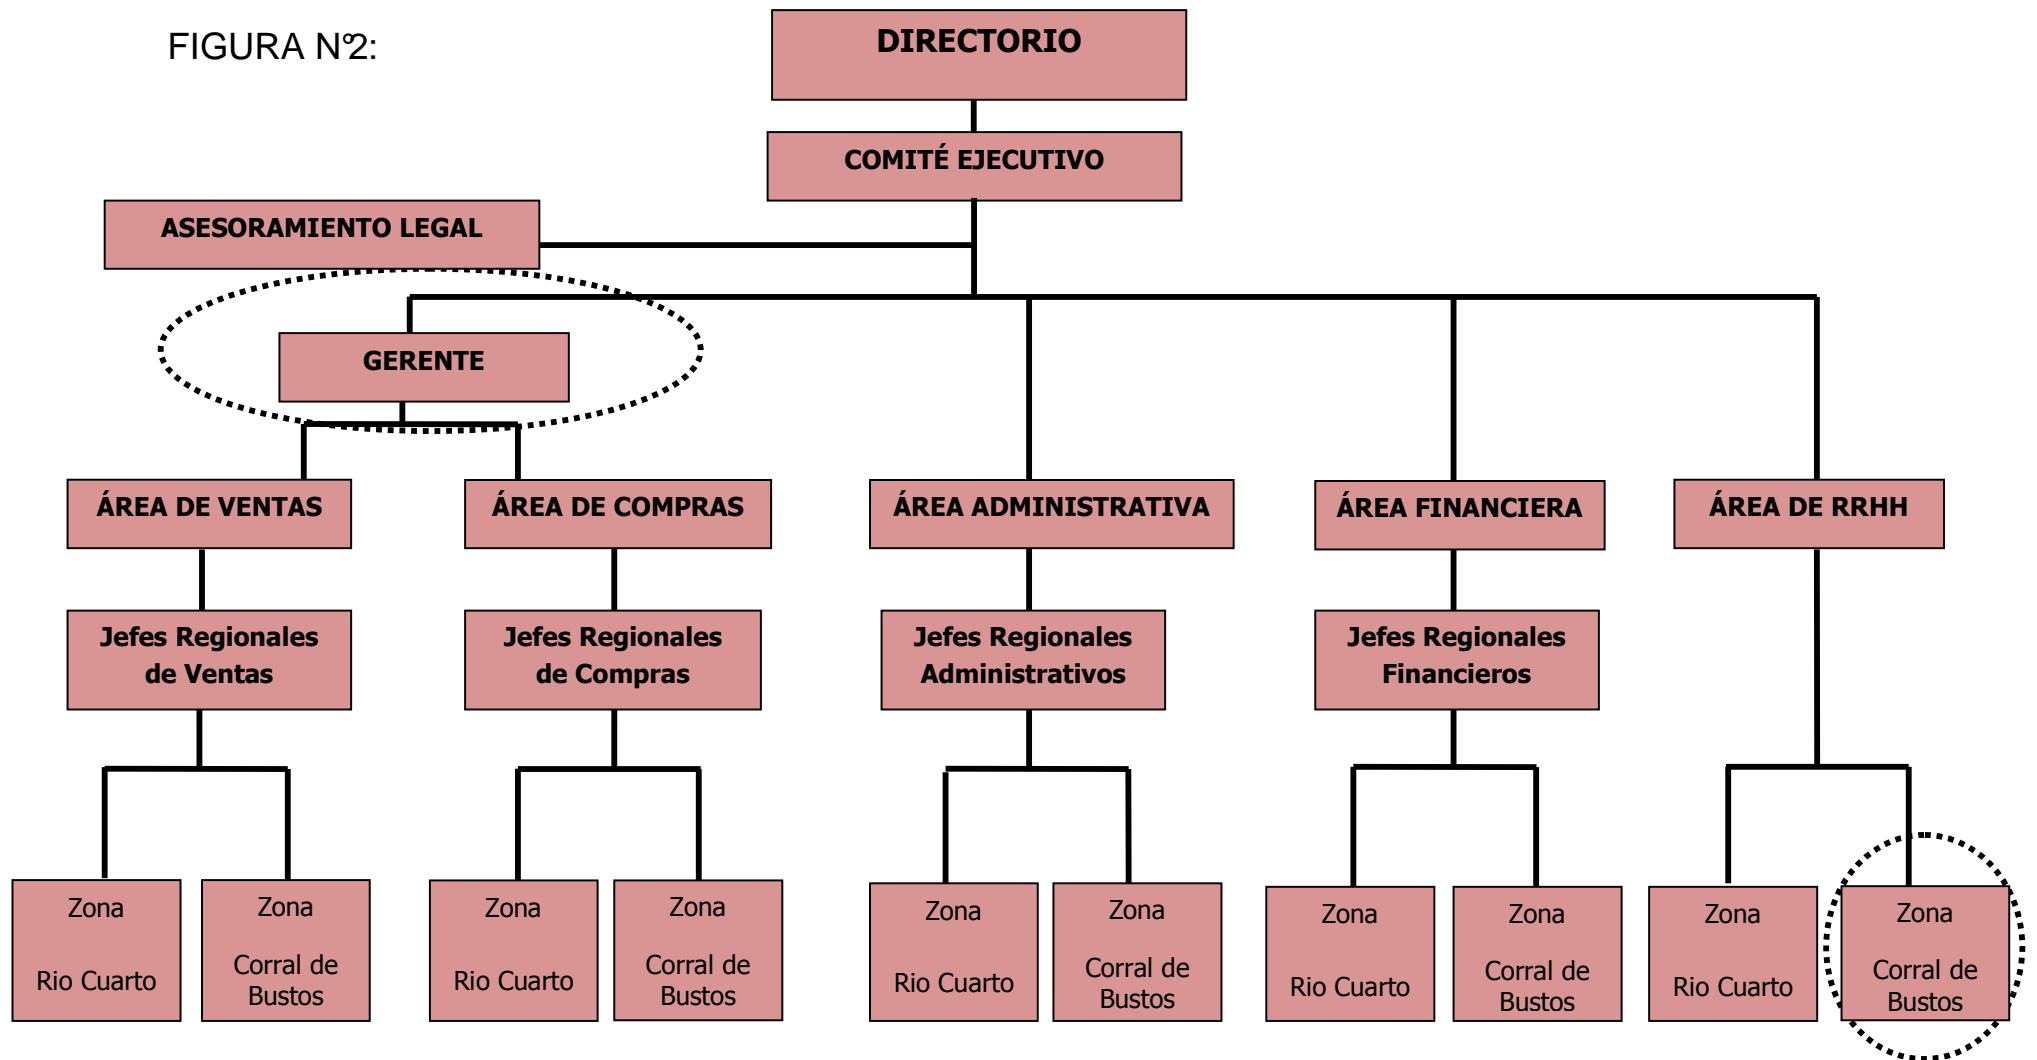 FIGURA N°2:
DIRECTORIO
COMITÉ EJECUTIVO
ASESORAMIENTO LEGAL
GERENTE
ÁREA DE VENTAS
ÁREA DE COMPRAS
ÁREA ADMINISTRATIVA
ÁREA FINANCIERA
ÁREA DE RRHH
Jefes Regionales
de Ventas
Jefes Regionales
de Compras
Jefes Regionales
Administrativos
Jefes Regionales
Financieros
Zona
Rio Cuarto
Zona
Corral de
Bustos
Zona
Rio Cuarto
Zona
Corral de
Bustos
Zona
Rio Cuarto
Zona
Corral de
Bustos
Zona
Rio Cuarto
Zona
Corral de
Bustos
Zona
Rio Cuarto
Zona
Corral de
Bustos